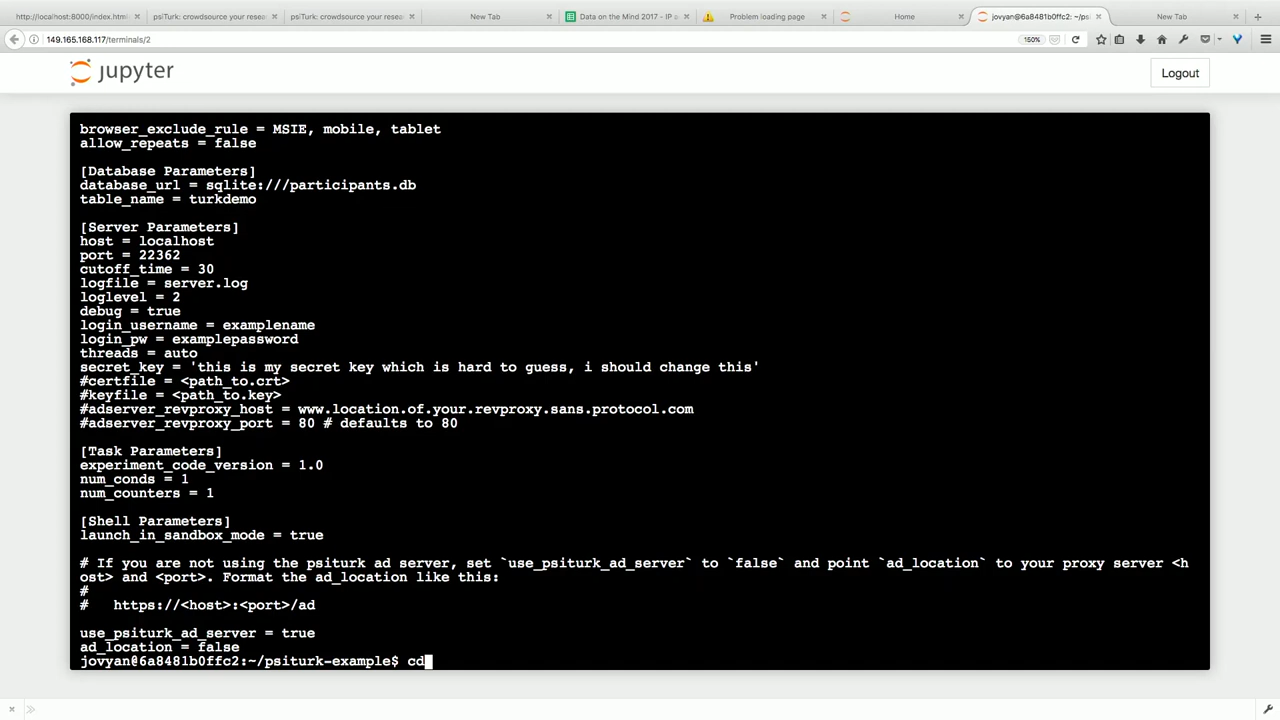 http://localhost:8000/index.html
psiTurk: crowdsource your resea
psiTurk: crowdsource your resea
New Tab
Data on the Mind 2017 - IP a
Problem loading page
Home
jovyan@6a8481b0ffc2: ~/psi
New Tab
149.165.168.117/terminals/2
150%
jupyter
Logout
browser_exclude_rule = MSIE, mobile, tablet
allow_repeats = false
[Database Parameters]
database_url = sqlite:///participants.db
table_name = turkdemo
[Server Parameters]
host = localhost
port = 22362
cutoff_time = 30
logfile = server.log
loglevel = 2
debug = true
login_username = examplename
login_pw = examplepassword
threads = auto
secret_key = 'this is my secret key which is hard to guess, i should change this'
#certfile = <path_to.crt>
#keyfile = <path_to.key>
#adserver_revproxy_host = www.location.of.your.revproxy.sans.protocol.com
#adserver_revproxy_port = 80 # defaults to 80
[Task Parameters]
experiment_code_version = 1.0
num_conds = 1
num_counters = 1
[Shell Parameters]
launch_in_sandbox_mode = true
# If you are not using the psiturk ad server, set `use_psiturk_ad_server` to `false` and point `ad_location` to your proxy server <h
ost> and <port>. Format the ad_location like this:
#
#   https://<host>:<port>/ad
use_psiturk_ad_server = true
ad_location = false
jovyan@6a8481b0ffc2:~/psiturk-example$ cd